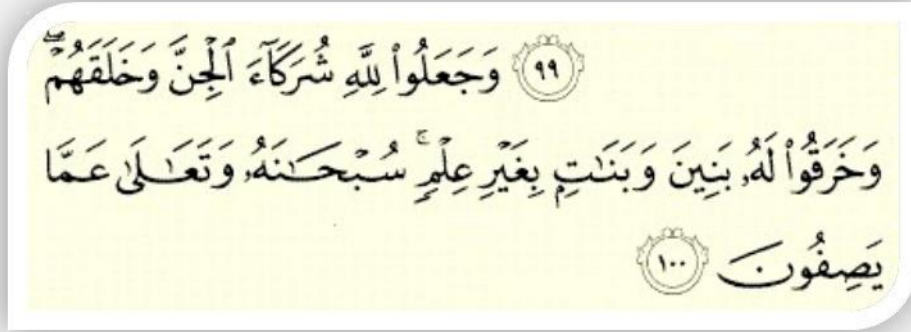 ٩٩ وَجَعَلُوا۟ لِلَّهِ شُرَكَآءَ ٱلْجِنَّ وَخَلَقَهُمْ ۖ
وَخَرَقُوا۟ لَهُۥ بَنِينَ وَبَنَـٰتٍۭ بِغَيْرِ عِلْمٍ ۚ سُبْحَـٰنَهُۥ وَتَعَـٰلَىٰ عَمَّا
يَصِفُونَ ١٠٠